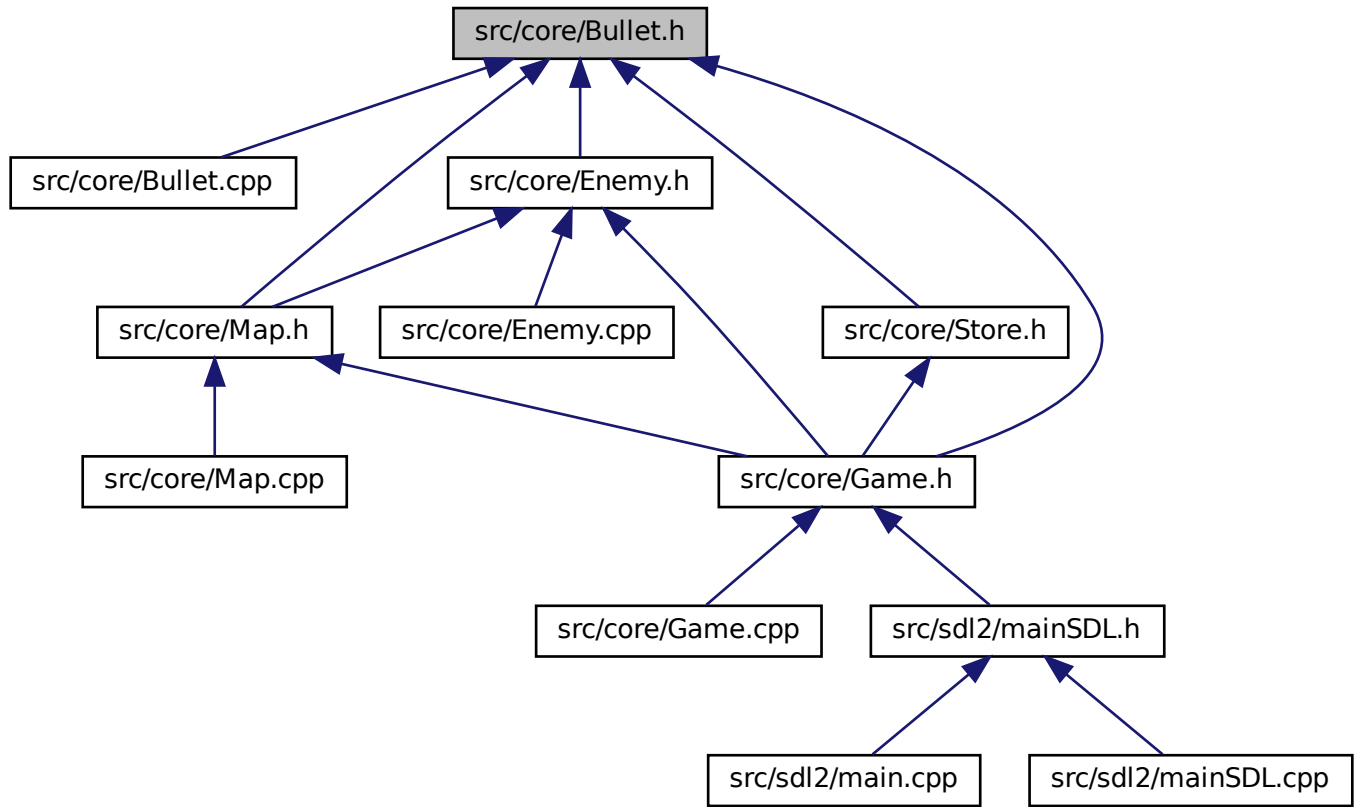 src/core/Bullet.h
src/core/Bullet.cpp
src/core/Enemy.h
src/core/Map.h
src/core/Enemy.cpp
src/core/Store.h
src/core/Map.cpp
src/core/Game.h
src/core/Game.cpp
src/sdl2/mainSDL.h
src/sdl2/main.cpp
src/sdl2/mainSDL.cpp